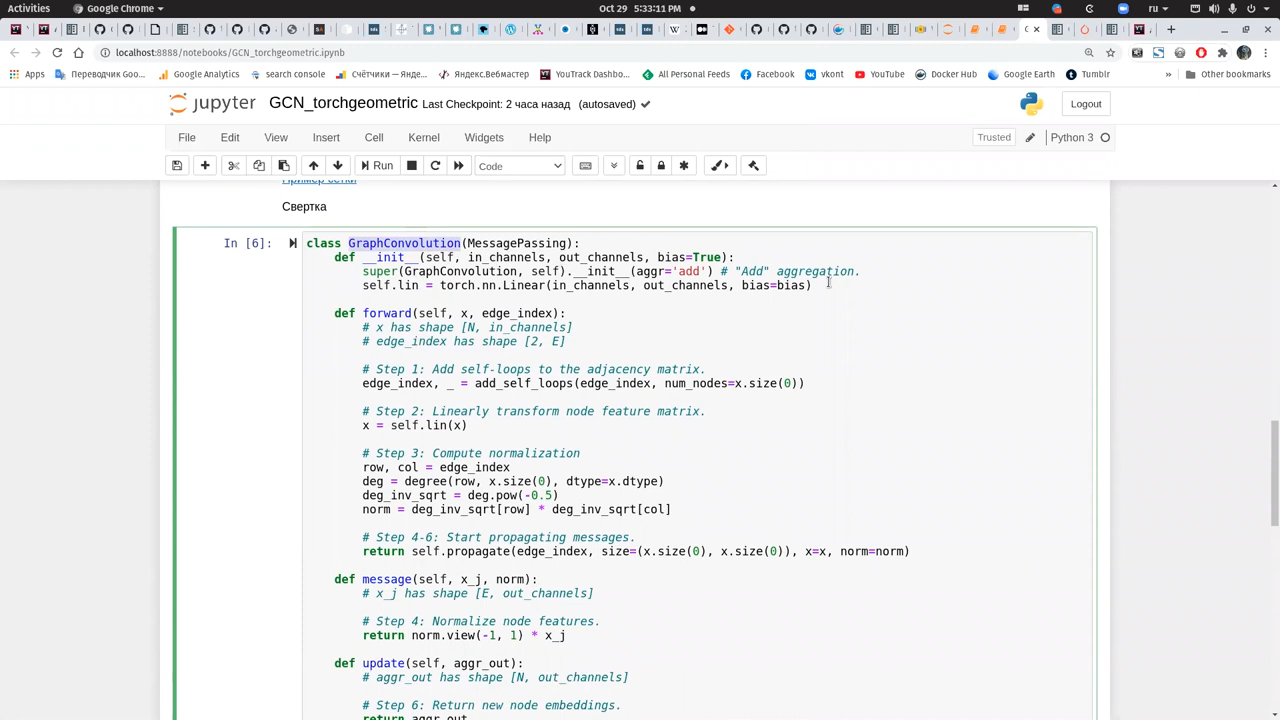 Activities
Google Chrome
Oct 29 5:33:11 PM
ru
localhost:8888/notebooks/GCN_torchgeometric.ipynb
Apps
Переводчик Goo...
Google Analytics
search console
Счётчики — Янде...
Яндекс.Вебмастер
YouTrack Dashbo...
All Personal Feeds
Facebook
vkont
YouTube
Docker Hub
Google Earth
Tumblr
»
Other bookmarks
jupyter
GCN_torchgeometric Last Checkpoint: 2 часа назад (autosaved)
Logout
File Edit View Insert Cell Kernel Widgets Help
Trusted
Python 3
Run
Code
Пример сетки
Свертка
In [6]:
class GraphConvolution(MessagePassing):
def __init__(self, in_channels, out_channels, bias=True):
super(GraphConvolution, self).__init__(aggr='add') # "Add" aggregation.
self.lin = torch.nn.Linear(in_channels, out_channels, bias=bias)
def forward(self, x, edge_index):
# x has shape [N, in_channels]
# edge_index has shape [2, E]
# Step 1: Add self-loops to the adjacency matrix.
edge_index, _ = add_self_loops(edge_index, num_nodes=x.size(0))
# Step 2: Linearly transform node feature matrix.
x = self.lin(x)
# Step 3: Compute normalization
row, col = edge_index
deg = degree(row, x.size(0), dtype=x.dtype)
deg_inv_sqrt = deg.pow(-0.5)
norm = deg_inv_sqrt[row] * deg_inv_sqrt[col]
# Step 4-6: Start propagating messages.
return self.propagate(edge_index, size=(x.size(0), x.size(0)), x=x, norm=norm)
def message(self, x_j, norm):
# x_j has shape [E, out_channels]
# Step 4: Normalize node features.
return norm.view(-1, 1) * x_j
def update(self, aggr_out):
# aggr_out has shape [N, out_channels]
# Step 6: Return new node embeddings.
return aggr_out